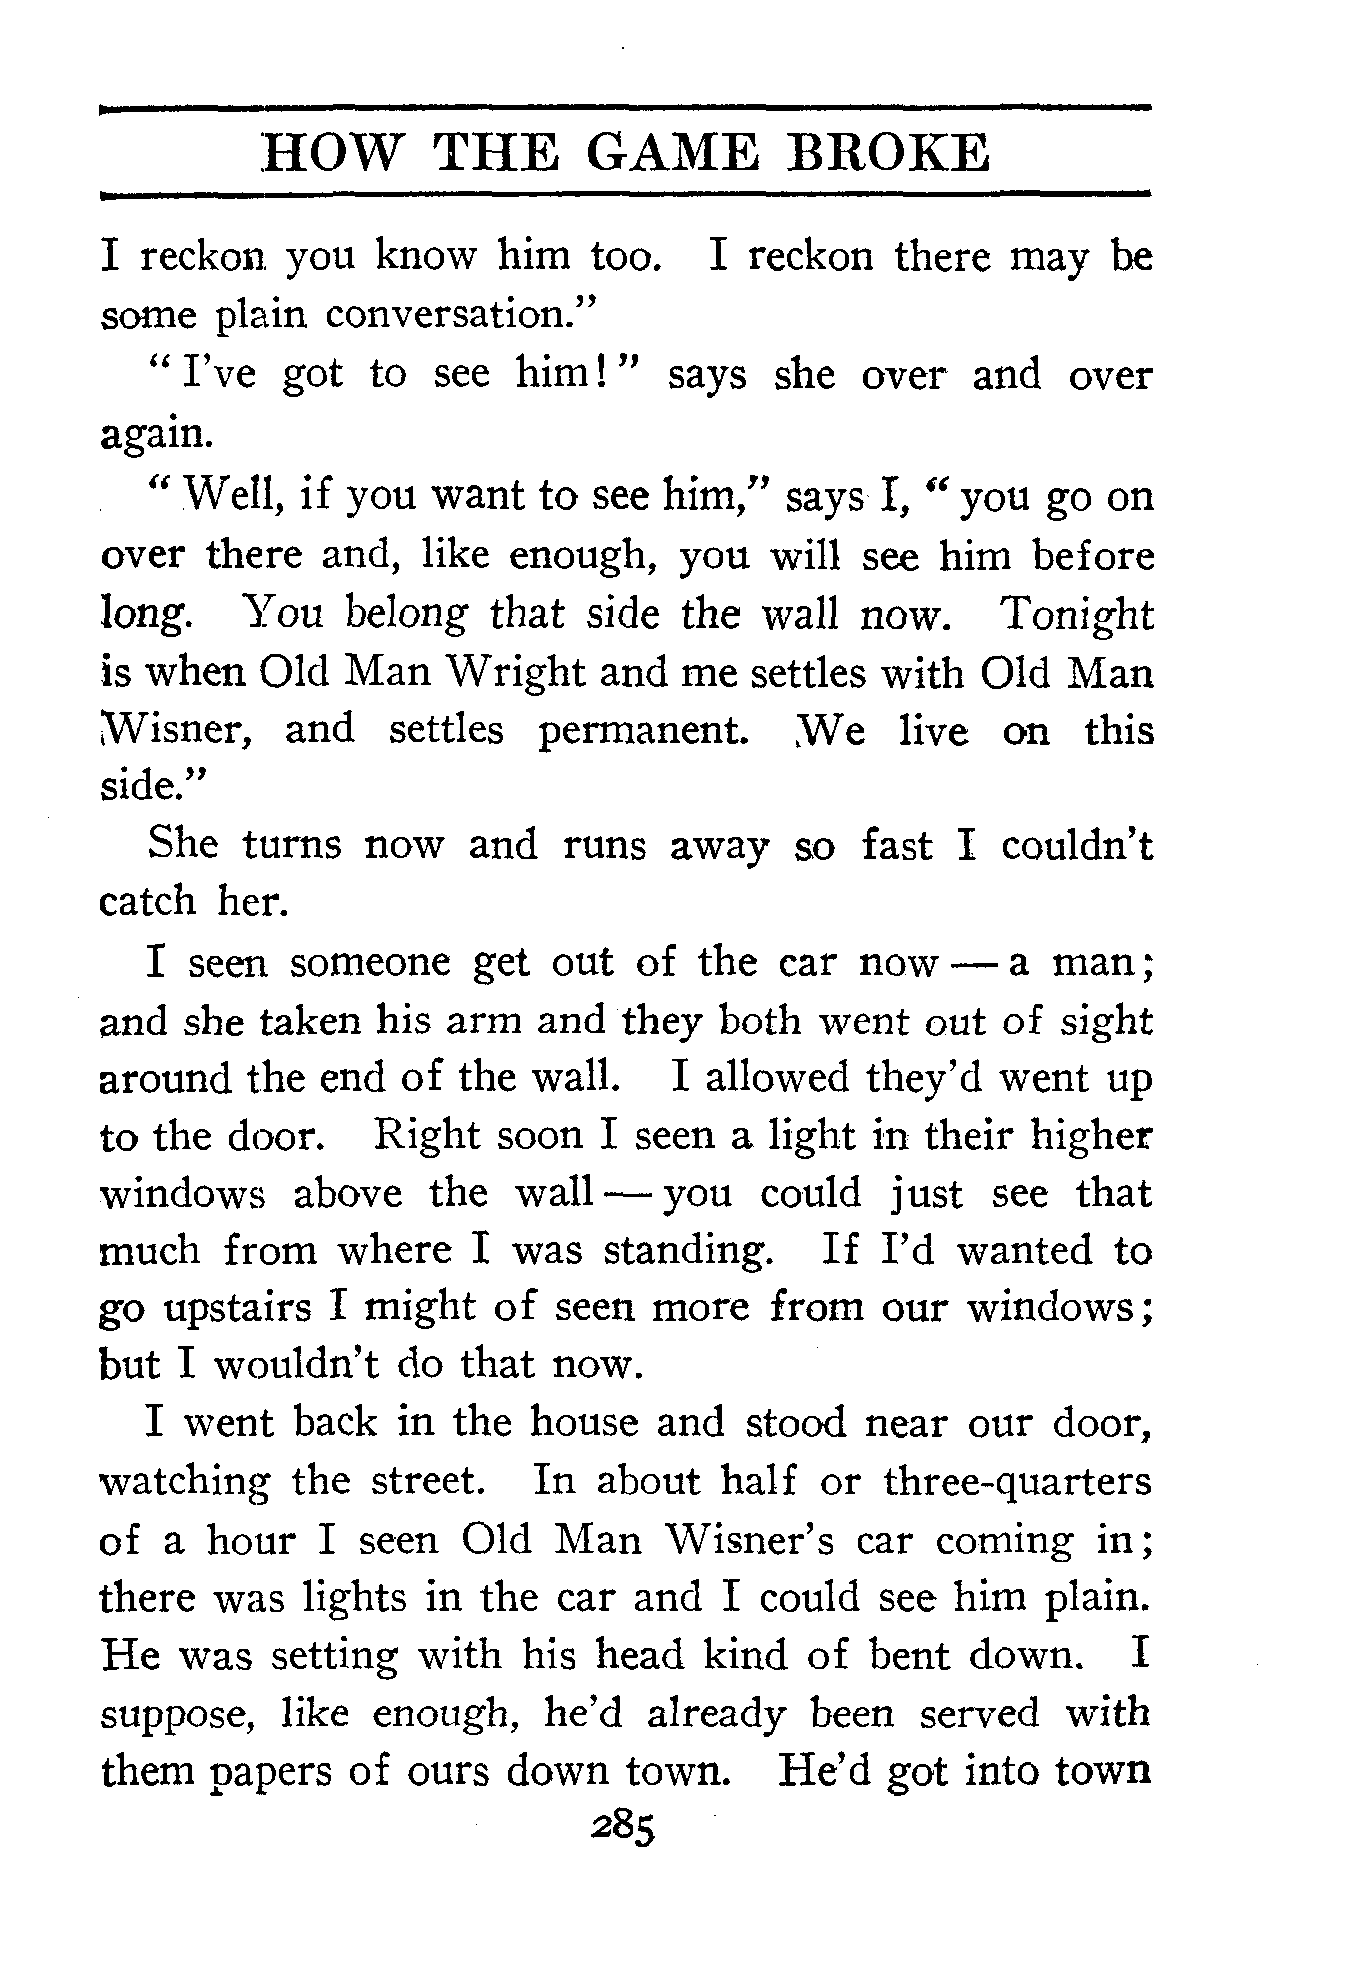 HOW THE GAME BROKE
I reckon you know him too. I reckon there may be
some plain conversation."
"I've got to see him!" says she over and over
again.
"Well, if you want to see him," says I, "you go on
over there and, like enough, you will see him before
long. You belong that side the wall now. Tonight
is when Old Man Wright and me settles with Old Man
Wisner, and settles permanent. We live on this
side."
She turns now and runs away so fast I couldn't
catch her.
I seen someone get out of the car now — a man;
and she taken his arm and they both went out of sight
around the end of the wall. I allowed they'd went up
to the door. Right soon I seen a light in their higher
windows above the wall — you could just see that
much from where I was standing. If I'd wanted to
go upstairs I might of seen more from our windows;
but I wouldn't do that now.
I went back in the house and stood near our door,
watching the street. In about half or three-quarters
of a hour I seen Old Man Wisner's car coming in;
there was lights in the car and I could see him plain.
He was setting with his head kind of bent down. I
suppose, like enough, he'd already been served with
them papers of ours down town. He'd got into town
285